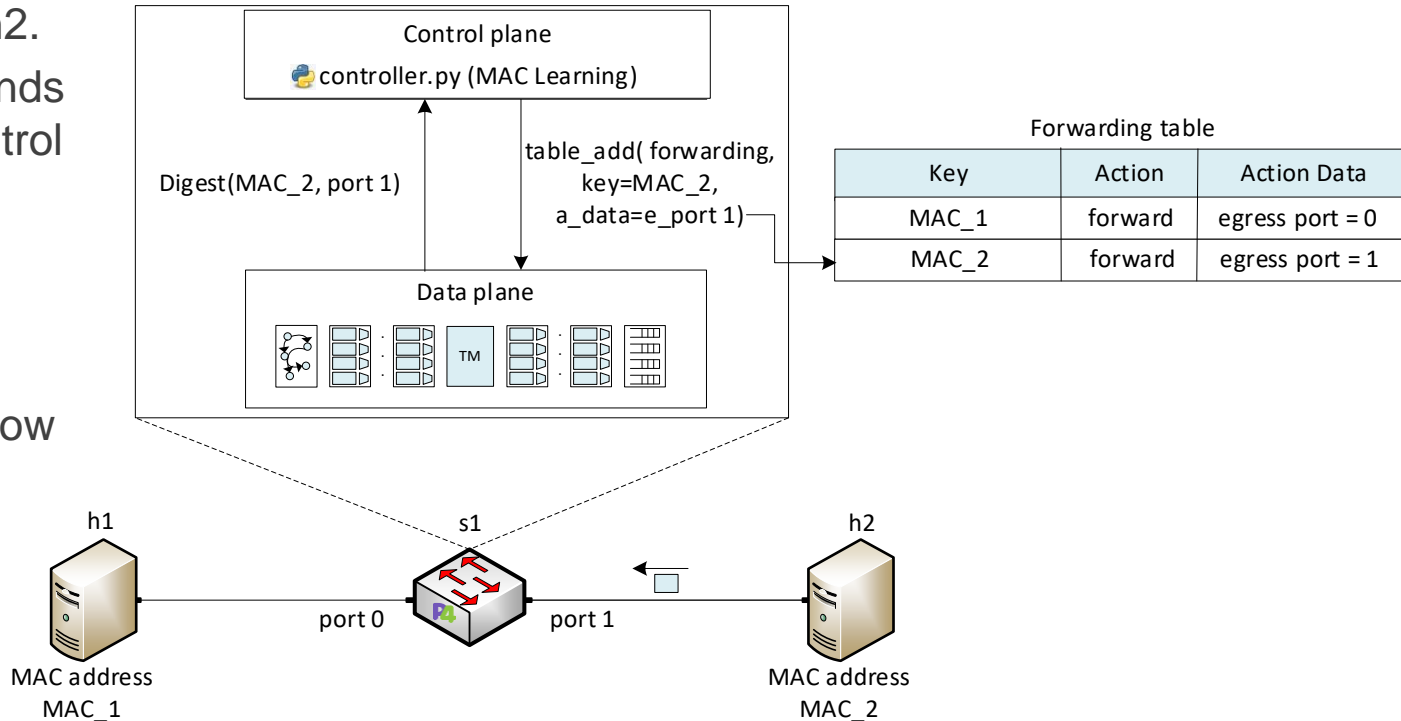 h2.
nds
trol
ow
Control plane
controller.py (MAC Learning)
Digest(MAC_2, port 1)
table_add( forwarding,
key=MAC_2,
a_data=e_port 1)
Data plane
TM
Forwarding table
Key Action Action Data
MAC_1 forward egress port = 0
MAC_2 forward egress port = 1
h1
s1
h2
P4
port 0
port 1
MAC address
MAC_1
MAC address
MAC_2